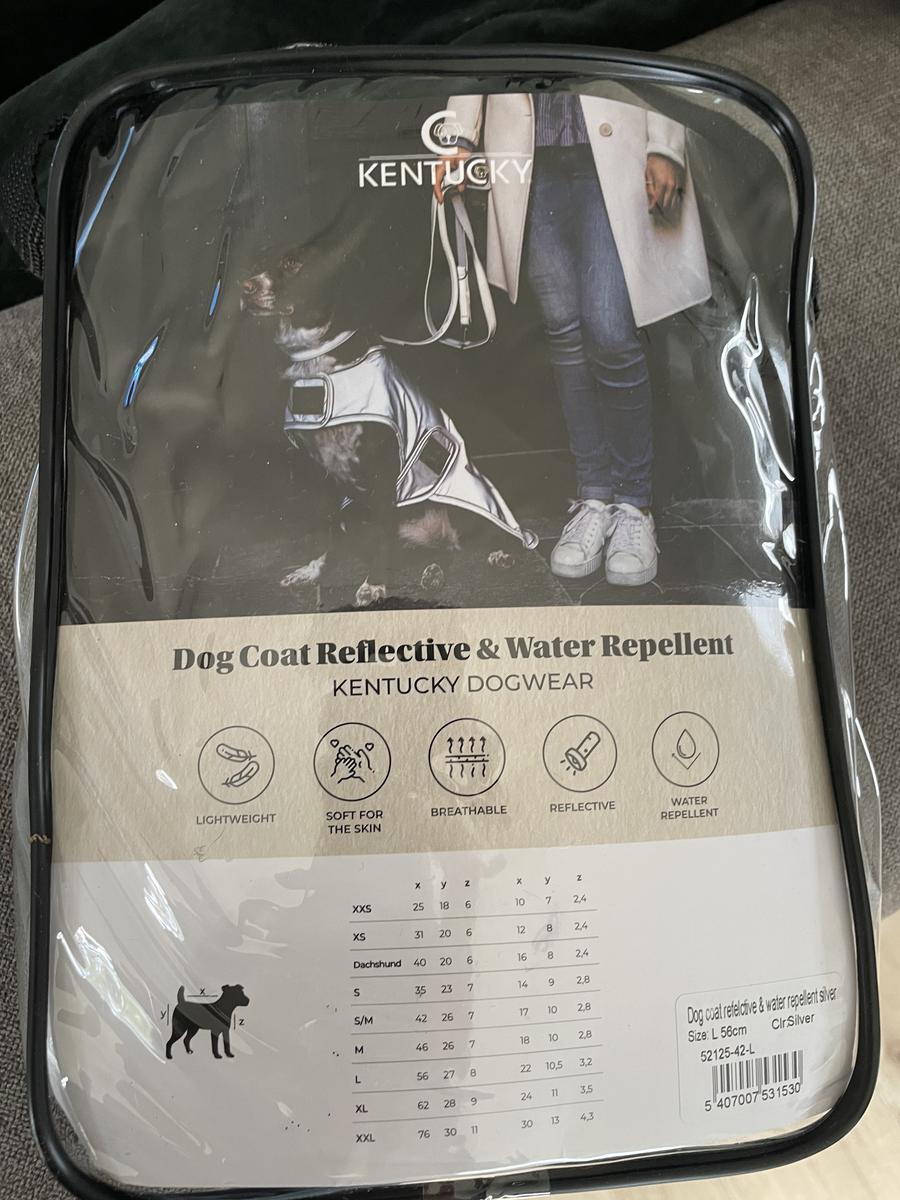 KENTUCKY
Dog Coat Reflective & Water Repellent
KENTUCKY DOGWEAR
LIGHTWEIGHT
SOFT FOR
THE SKIN
BREATHABLE
REFLECTIVE
WATER
REPELLENT
x y z x y z
XXS 25 18 6 10 7 2,4
XS 31 20 6 12 8 2,4
Dachshund 40 20 6 16 8 2,4
S 35 23 7 14 9 2,8
S/M 42 26 7 17 10 2,8
M 46 26 7 18 10 2,8
L 56 27 8 22 10,5 3,2
XL 62 28 9 24 11 3,5
XXL 76 30 11 30 13 4,3
x
y
z
Dog coat refelctive & water repellent silver
Size: L 56cm Clr:Silver
52125-42-L
5 407007 531530